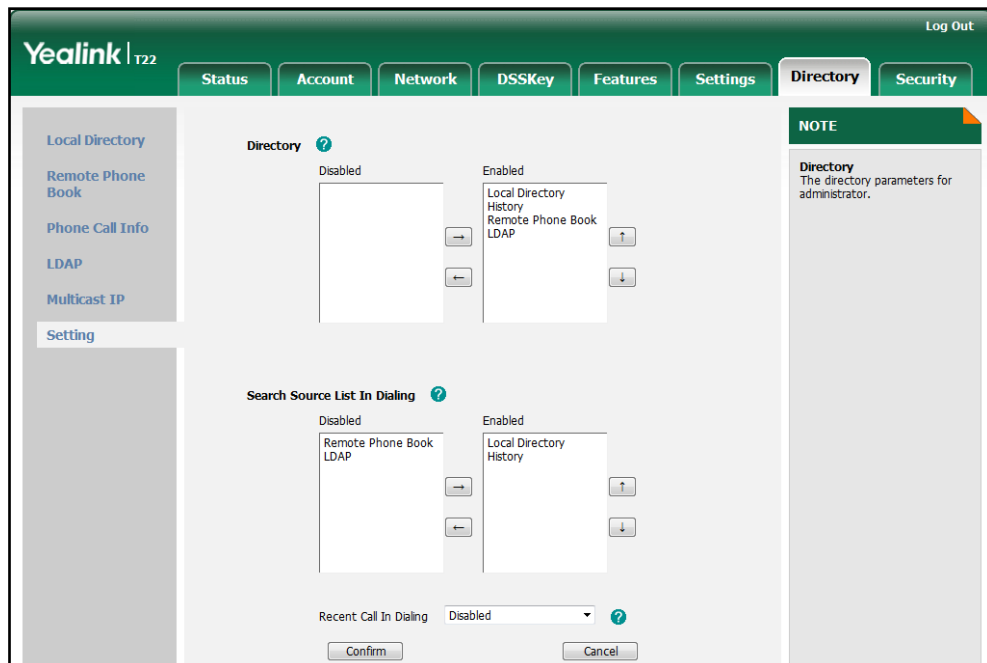 Log Out
Yealink | T22
Status Account Network DSSKey Features Settings Directory Security
Local Directory
Remote Phone
Book
Phone Call Info
LDAP
Multicast IP
Setting
Directory ?
Disabled Enabled
Local Directory
History
Remote Phone Book
LDAP
→ ↑
← ↓
Search Source List In Dialing ?
Disabled Enabled
Remote Phone Book
LDAP
Local Directory
History
→ ↑
← ↓
Recent Call In Dialing Disabled ?
Confirm Cancel
NOTE
Directory
The directory parameters for
administrator.